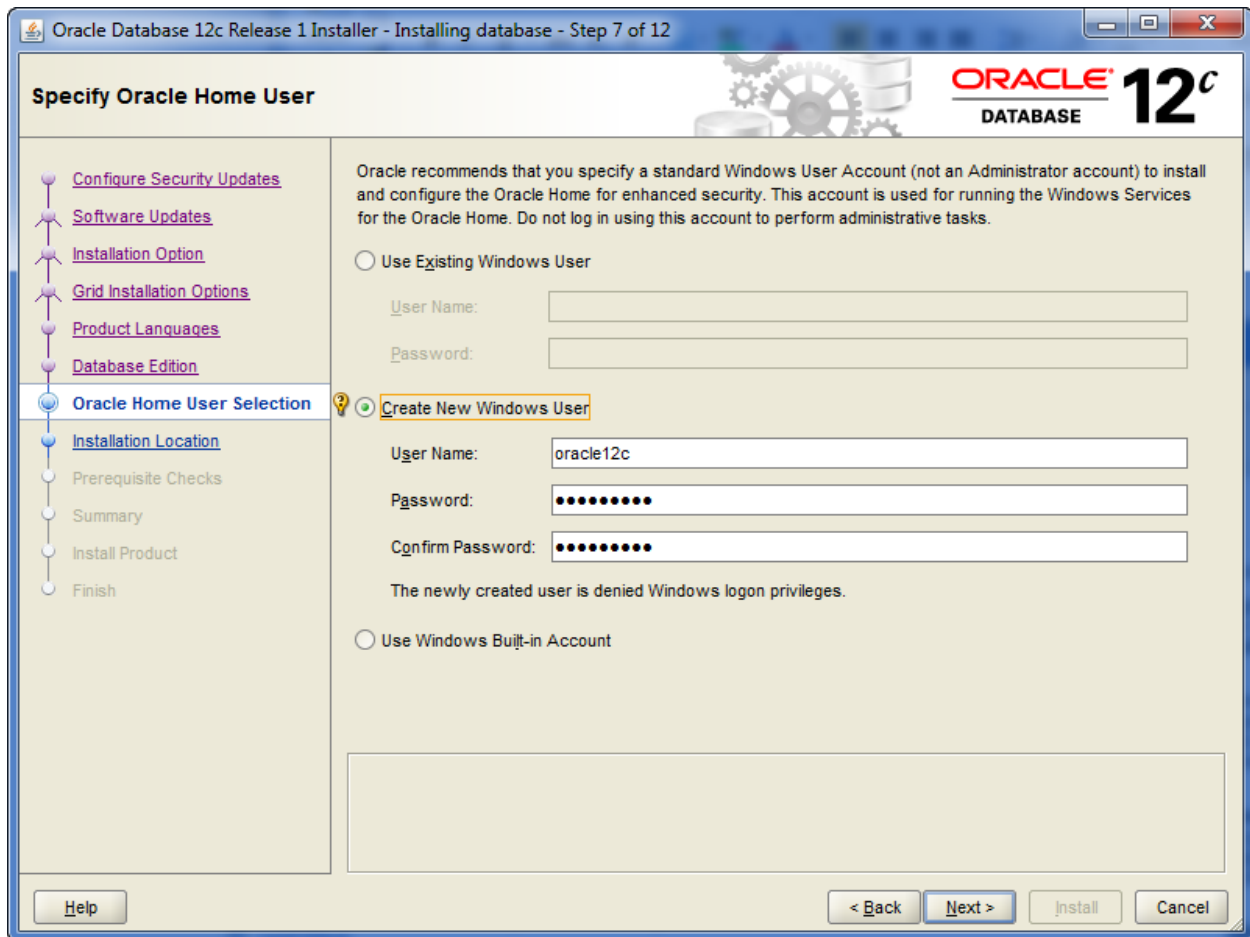 Oracle Database 12c Release 1 Installer - Installing database - Step 7 of 12
Specify Oracle Home User
ORACLE®
DATABASE
12c
Configure Security Updates
Software Updates
Installation Option
Grid Installation Options
Product Languages
Database Edition
Oracle Home User Selection
Installation Location
Prerequisite Checks
Summary
Install Product
Finish
Oracle recommends that you specify a standard Windows User Account (not an Administrator account) to install
and configure the Oracle Home for enhanced security. This account is used for running the Windows Services
for the Oracle Home. Do not log in using this account to perform administrative tasks.
Use Existing Windows User
User Name:
Password:
Create New Windows User
User Name: oracle12c
Password: •••••••••
Confirm Password: •••••••••
The newly created user is denied Windows logon privileges.
Use Windows Built-in Account
Help
< Back
Next >
Install
Cancel